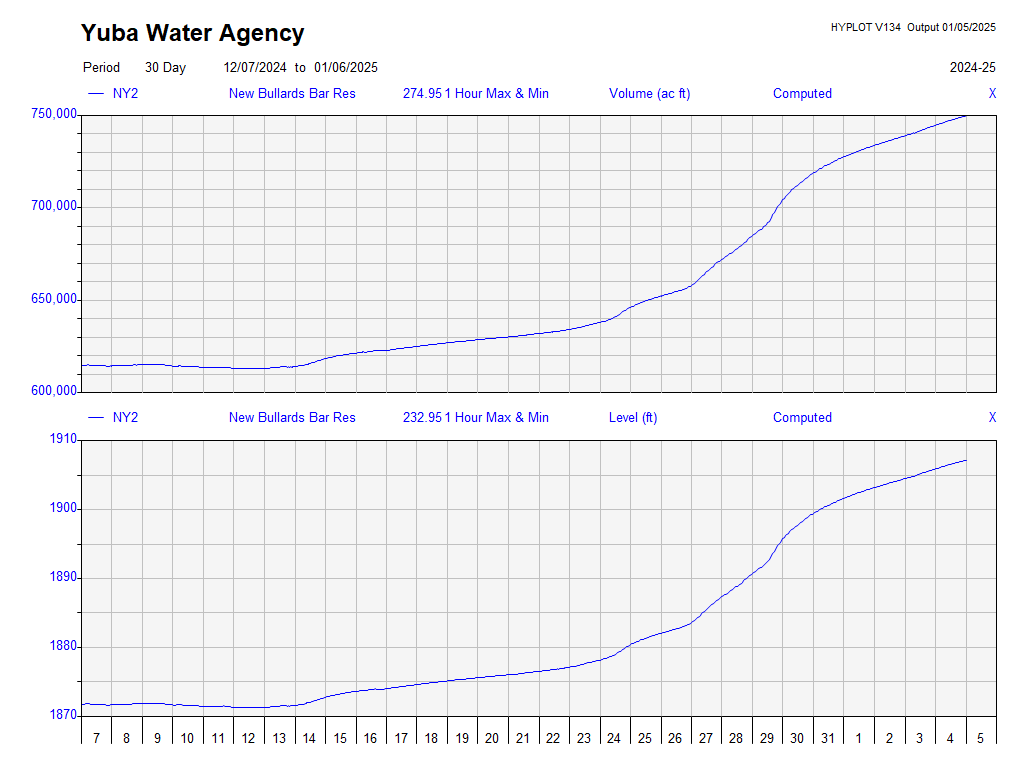 Yuba Water Agency
HYPLOT V134 Output 01/05/2025
Period 30 Day 12/07/2024 to 01/06/2025 2024-25
NY2 New Bullards Bar Res 274.95 1 Hour Max & Min Volume (ac ft) Computed X
750,000
700,000
650,000
600,000
NY2 New Bullards Bar Res 232.95 1 Hour Max & Min Level (ft) Computed X
1910
1900
1890
1880
1870
7 8 9 10 11 12 13 14 15 16 17 18 19 20 21 22 23 24 25 26 27 28 29 30 31 1 2 3 4 5